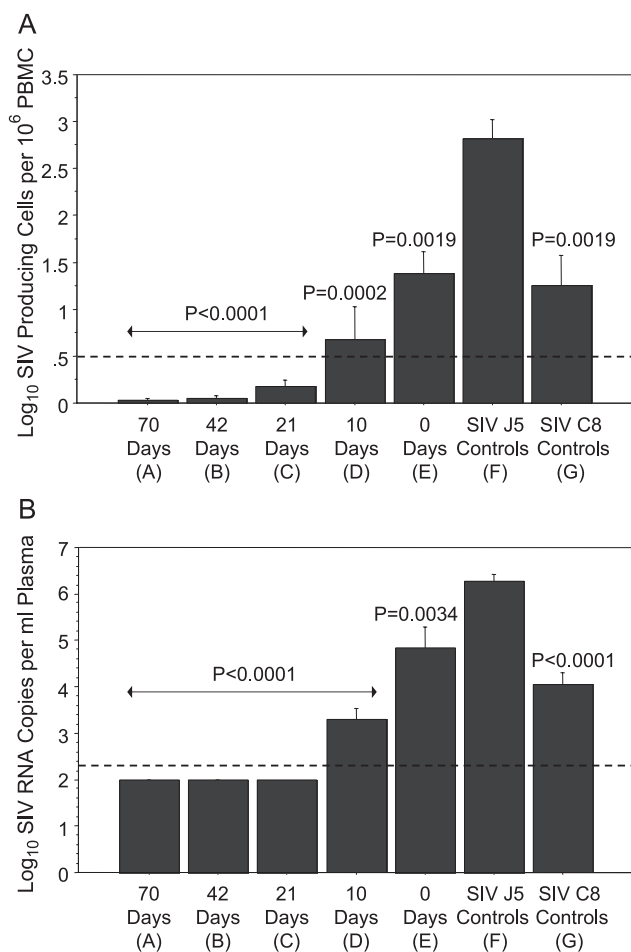 A
Log₁₀ SIV Producing Cells per 10⁶ PBMC
3.5
3
2.5
2
1.5
1
.5
0
P<0.0001
P=0.0002
P=0.0019
P=0.0019
70 42 21 10 0 SIV J5 SIV C8
Days Days Days Days Days Controls Controls
(A) (B) (C) (D) (E) (F) (G)
B
Log₁₀ SIV RNA Copies per ml Plasma
7
6
5
4
3
2
1
0
P<0.0001
P=0.0034
P<0.0001
70 42 21 10 0 SIV J5 SIV C8
Days Days Days Days Days Controls Controls
(A) (B) (C) (D) (E) (F) (G)